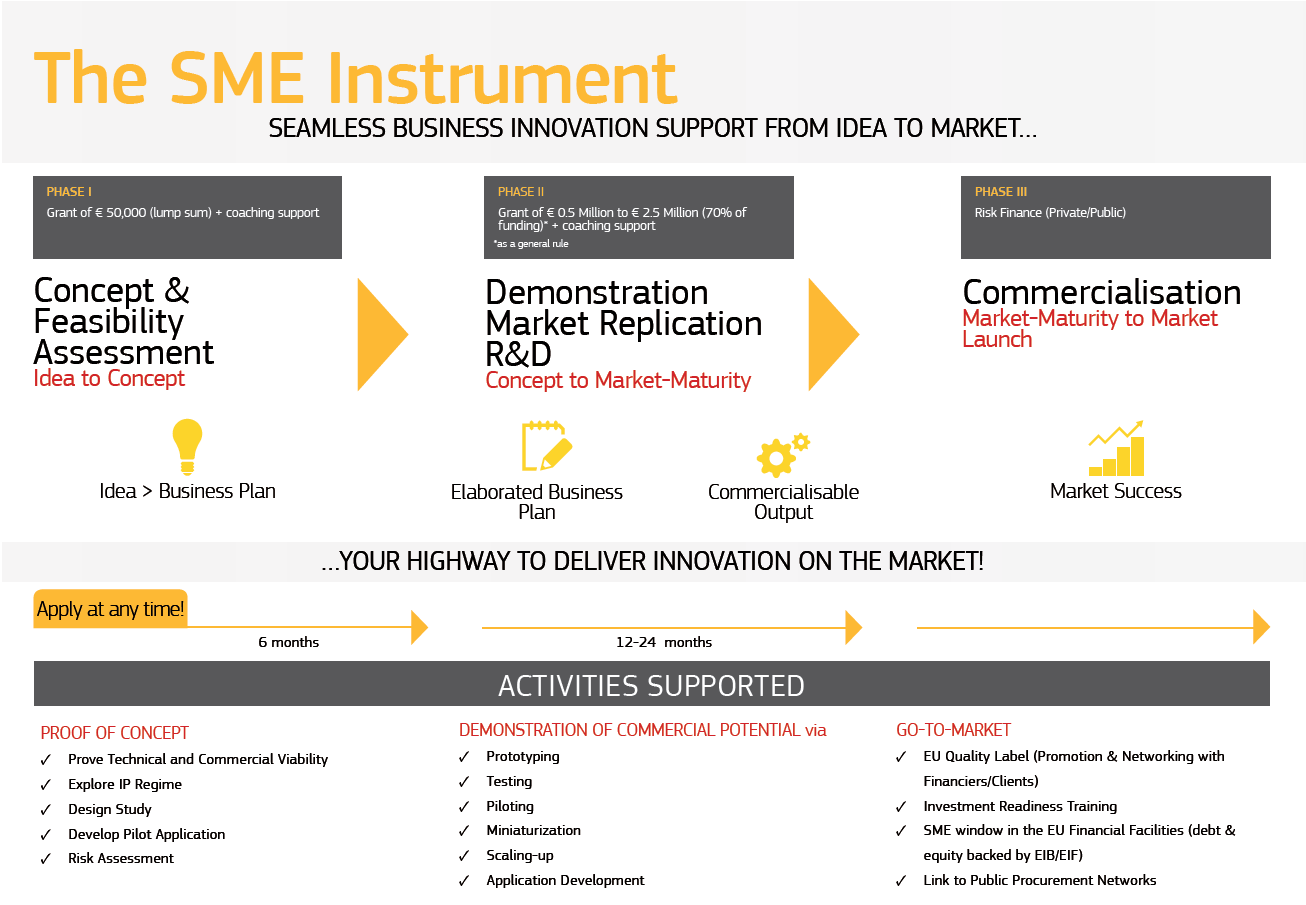 The SME Instrument
SEAMLESS BUSINESS INNOVATION SUPPORT FROM IDEA TO MARKET...
PHASE I
Grant of € 50,000 (lump sum) + coaching support
PHASE II
Grant of € 0.5 Million to € 2.5 Million (70% of
funding)* + coaching support
*as a general rule
PHASE III
Risk Finance (Private/Public)
Concept &
Feasibility
Assessment
Idea to Concept
Demonstration
Market Replication
R&D
Concept to Market-Maturity
Commercialisation
Market-Maturity to Market
Launch
Idea > Business Plan
Elaborated Business
Plan
Commercialisable
Output
Market Success
...YOUR HIGHWAY TO DELIVER INNOVATION ON THE MARKET!
Apply at any time!
6 months
12-24 months
ACTIVITIES SUPPORTED
PROOF OF CONCEPT
✓ Prove Technical and Commercial Viability
✓ Explore IP Regime
✓ Design Study
✓ Develop Pilot Application
✓ Risk Assessment
DEMONSTRATION OF COMMERCIAL POTENTIAL via
✓ Prototyping
✓ Testing
✓ Piloting
✓ Miniaturization
✓ Scaling-up
✓ Application Development
GO-TO-MARKET
✓ EU Quality Label (Promotion & Networking with
Financiers/Clients)
✓ Investment Readiness Training
✓ SME window in the EU Financial Facilities (debt &
equity backed by EIB/EIF)
✓ Link to Public Procurement Networks